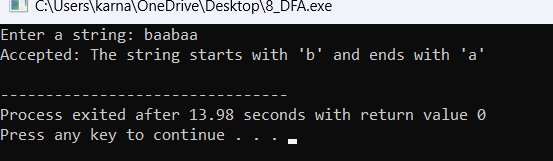 C:\Users\karna\OneDrive\Desktop\8_DFA.exe
Enter a string: baabaa
Accepted: The string starts with 'b' and ends with 'a'
--------------------------------
Process exited after 13.98 seconds with return value 0
Press any key to continue . . .